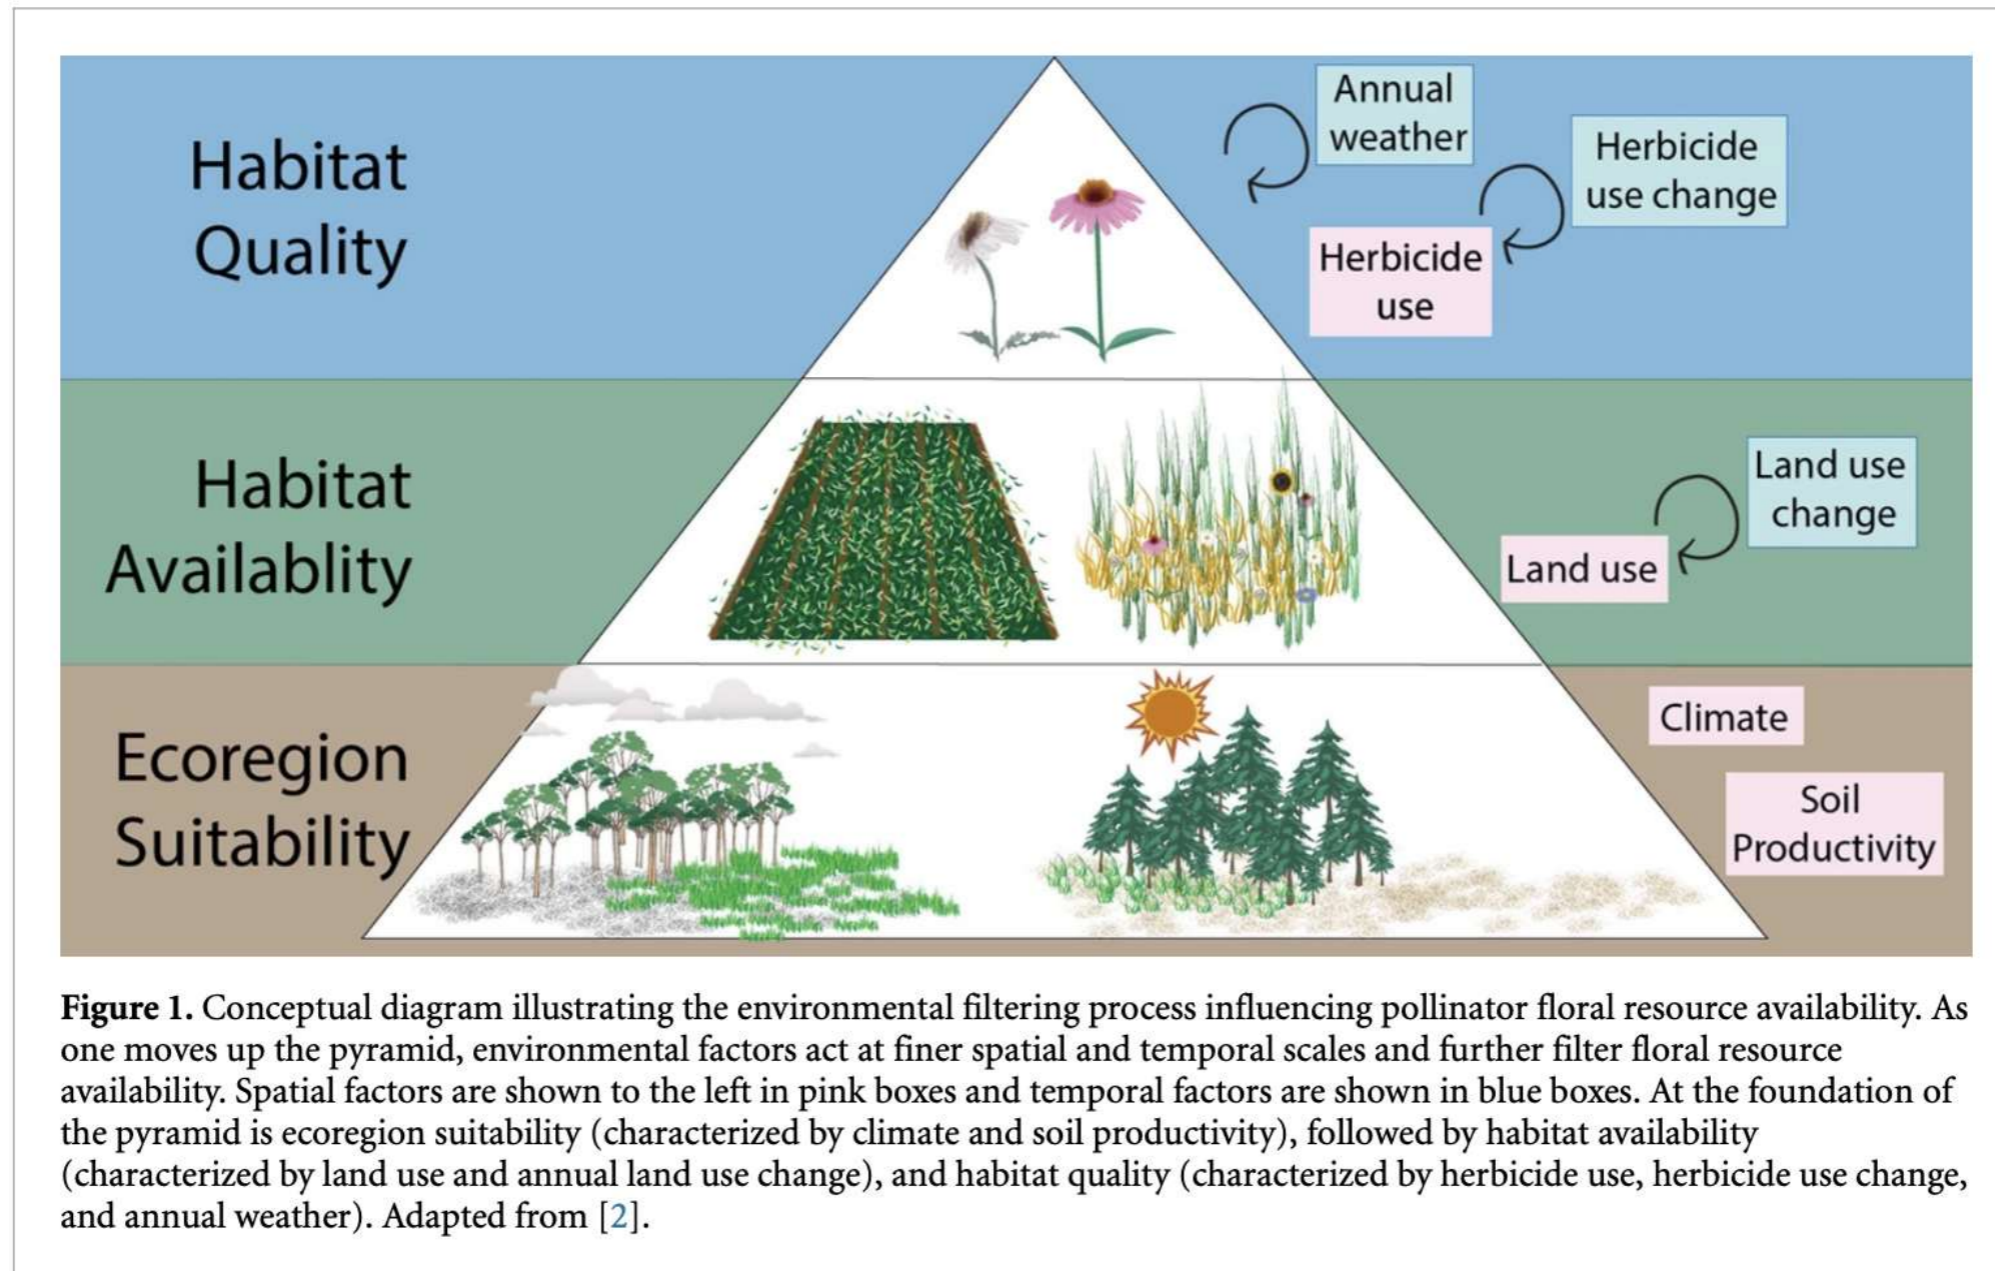 Habitat
Quality
Annual
weather
Herbicide
use change
Herbicide
use
Habitat
Availablity
Land use
change
Land use
Ecoregion
Suitability
Climate
Soil
Productivity
Figure 1. Conceptual diagram illustrating the environmental filtering process influencing pollinator floral resource availability. As
one moves up the pyramid, environmental factors act at finer spatial and temporal scales and further filter floral resource
availability. Spatial factors are shown to the left in pink boxes and temporal factors are shown in blue boxes. At the foundation of
the pyramid is ecoregion suitability (characterized by climate and soil productivity), followed by habitat availability
(characterized by land use and annual land use change), and habitat quality (characterized by herbicide use, herbicide use change,
and annual weather). Adapted from [2].